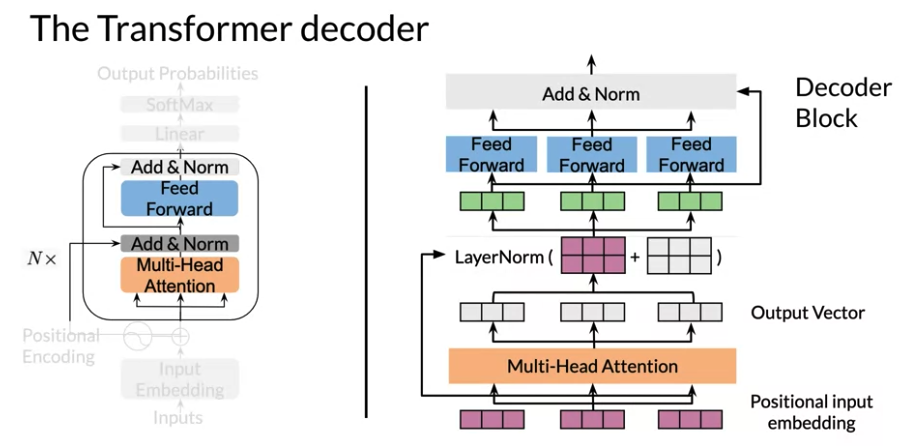 The Transformer decoder
Output Probabilities
SoftMax
Linear
Add & Norm
Feed
Forward
Add & Norm
Multi-Head
Attention
N×
Positional
Encoding
Input
Embedding
Inputs
Decoder
Block
Add & Norm
Feed
Forward
Feed
Forward
Feed
Forward
LayerNorm ( + )
Output Vector
Multi-Head Attention
Positional input
embedding